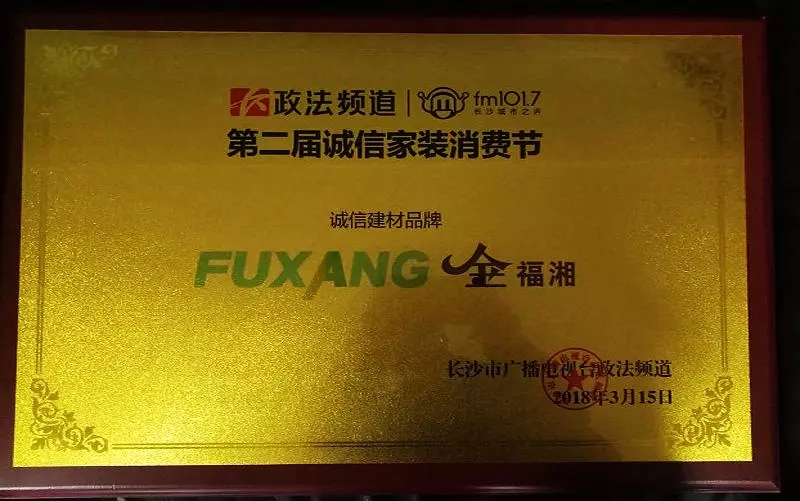 政法频道 fm101.7
长沙城市之声
第二届诚信家装消费节
诚信建材品牌
FUXANG 金福湘
长沙市广播电视台政法频道
2018年3月15日